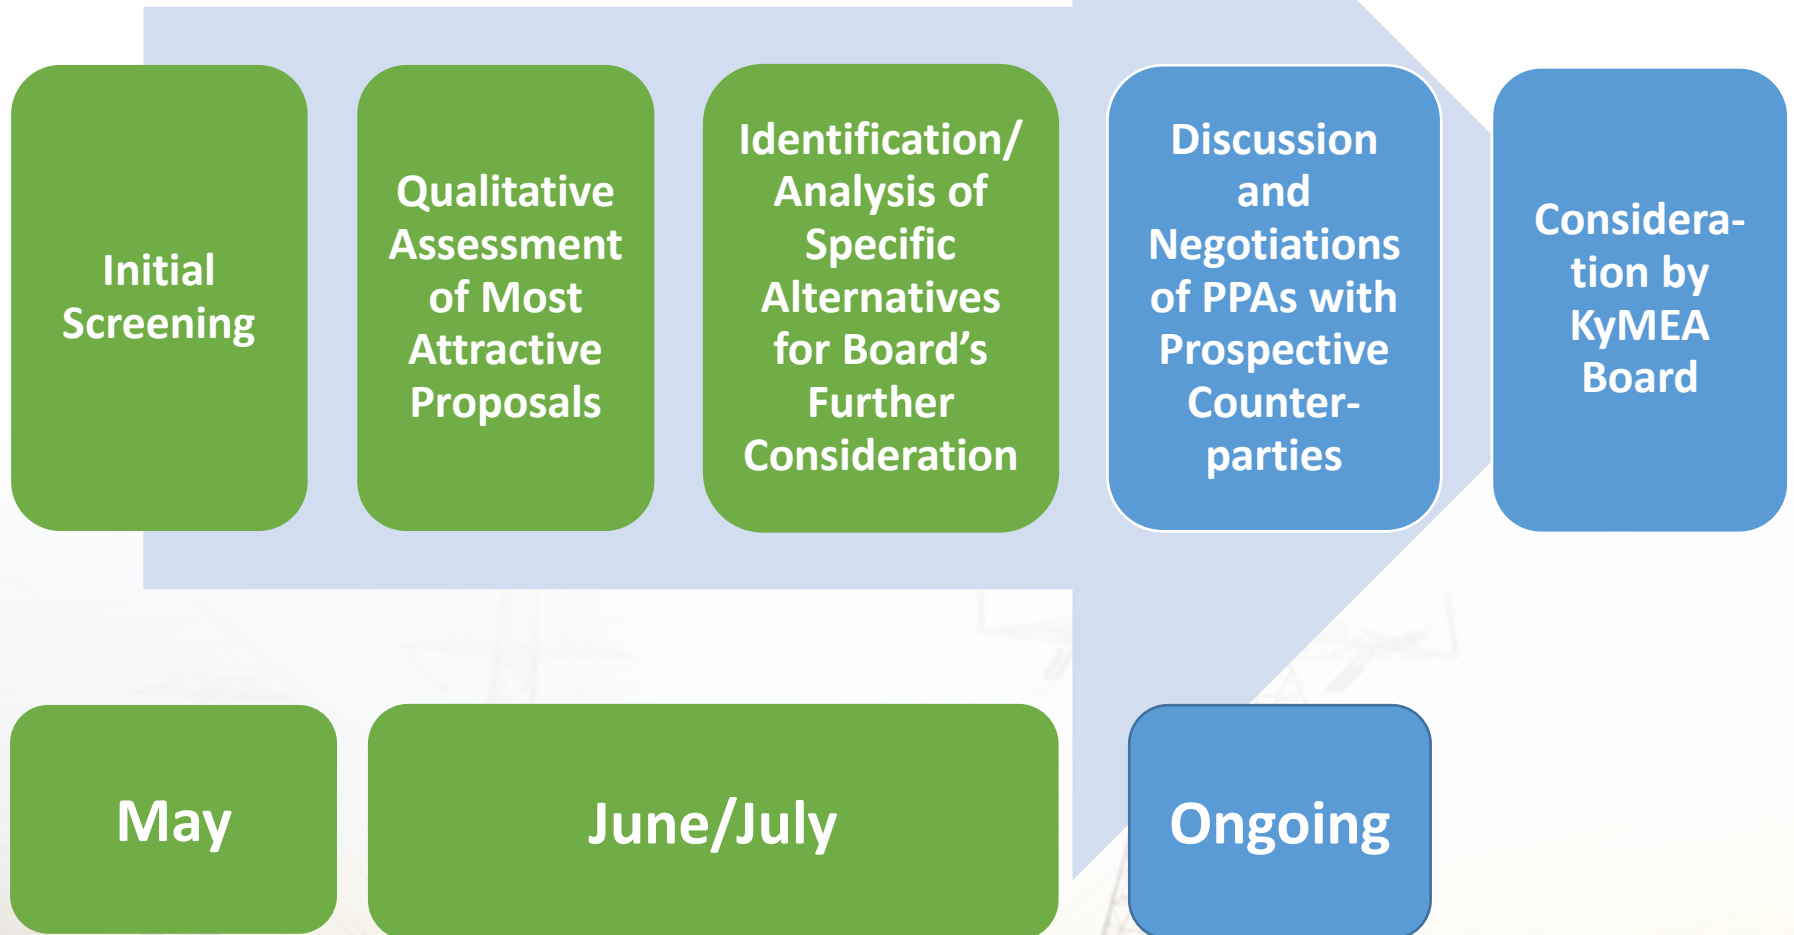 Initial
Screening
Qualitative
Assessment
of Most
Attractive
Proposals
Identification/
Analysis of
Specific
Alternatives
for Board’s
Further
Consideration
Discussion
and
Negotiations
of PPAs with
Prospective
Counter-
parties
Considera-
tion by
KyMEA
Board
May
June/July
Ongoing